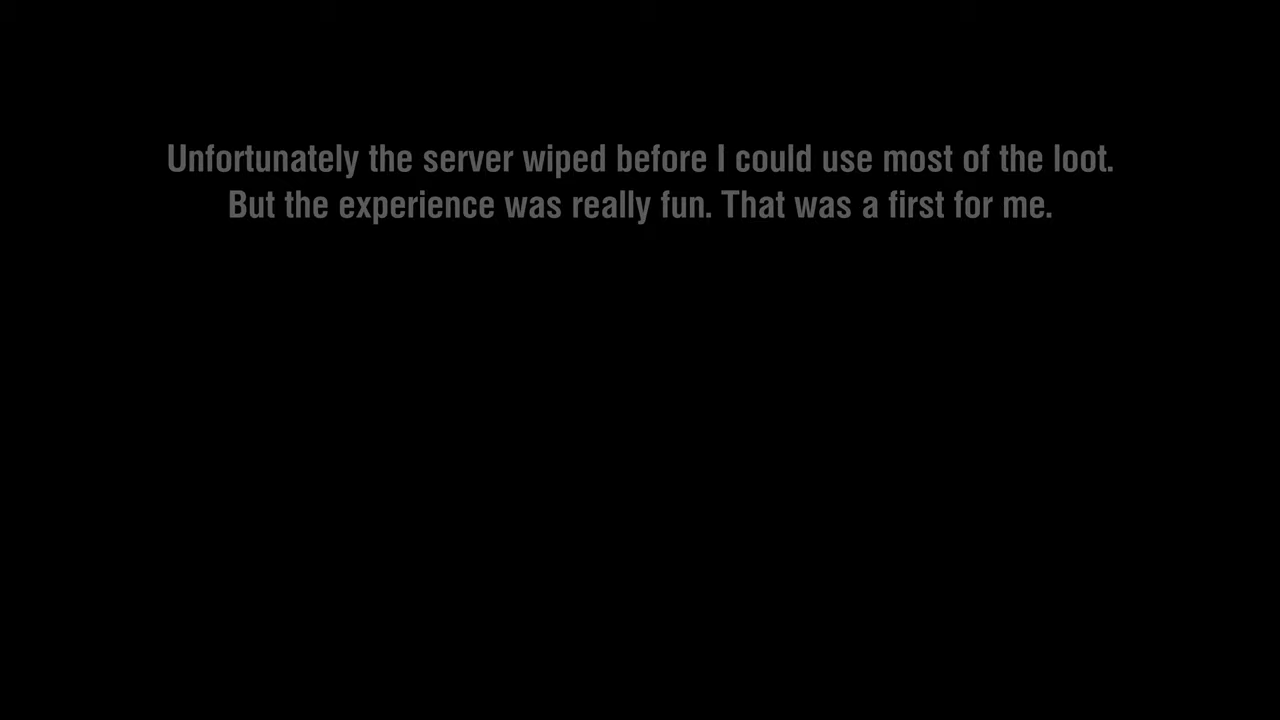 Unfortunately the server wiped before I could use most of the loot.
But the experience was really fun. That was a first for me.